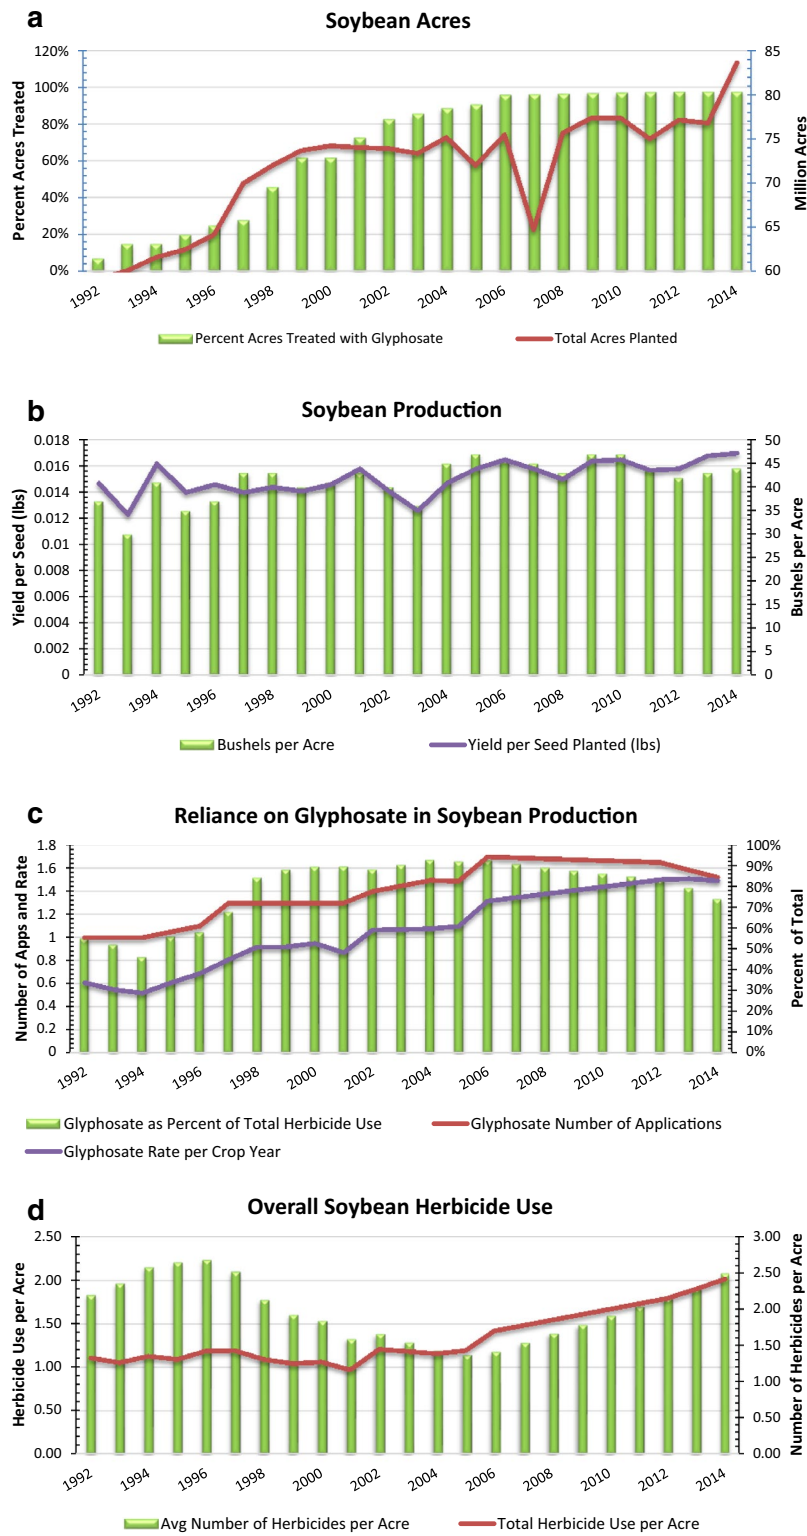 a
Soybean Acres
120%
100%
80%
60%
40%
20%
0%
Percent Acres Treated
85
80
75
70
65
60
Million Acres
1992 1994 1996 1998 2000 2002 2004 2006 2008 2010 2012 2014
Percent Acres Treated with Glyphosate Total Acres Planted
b
Soybean Production
0.018
0.016
0.014
0.012
0.01
0.008
0.006
0.004
0.002
0
Yield per Seed (lbs)
50
45
40
35
30
25
20
15
10
5
0
Bushels per Acre
1992 1994 1996 1998 2000 2002 2004 2006 2008 2010 2012 2014
Bushels per Acre Yield per Seed Planted (lbs)
c
Reliance on Glyphosate in Soybean Production
1.8
1.6
1.4
1.2
1
0.8
0.6
0.4
0.2
0
Number of Apps and Rate
100%
90%
80%
70%
60%
50%
40%
30%
20%
10%
0%
Percent of Total
1992 1994 1996 1998 2000 2002 2004 2006 2008 2010 2012 2014
Glyphosate as Percent of Total Herbicide Use Glyphosate Number of Applications
Glyphosate Rate per Crop Year
d
Overall Soybean Herbicide Use
2.50
2.00
1.50
1.00
0.50
0.00
Herbicide Use per Acre
3.00
2.50
2.00
1.50
1.00
0.50
0.00
Number of Herbicides per Acre
1992 1994 1996 1998 2000 2002 2004 2006 2008 2010 2012 2014
Avg Number of Herbicides per Acre Total Herbicide Use per Acre